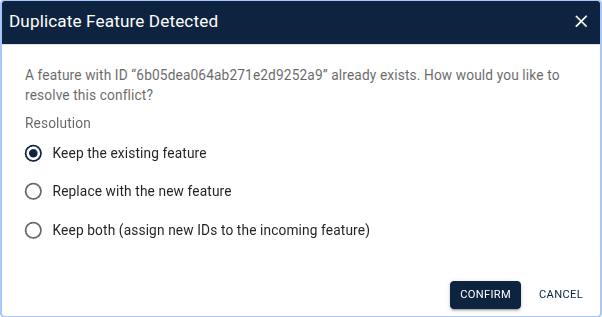 Duplicate Feature Detected
A feature with ID “6b05dea064ab271e2d9252a9” already exists. How would you like to
resolve this conflict?
Resolution
Keep the existing feature
Replace with the new feature
Keep both (assign new IDs to the incoming feature)
CONFIRM CANCEL